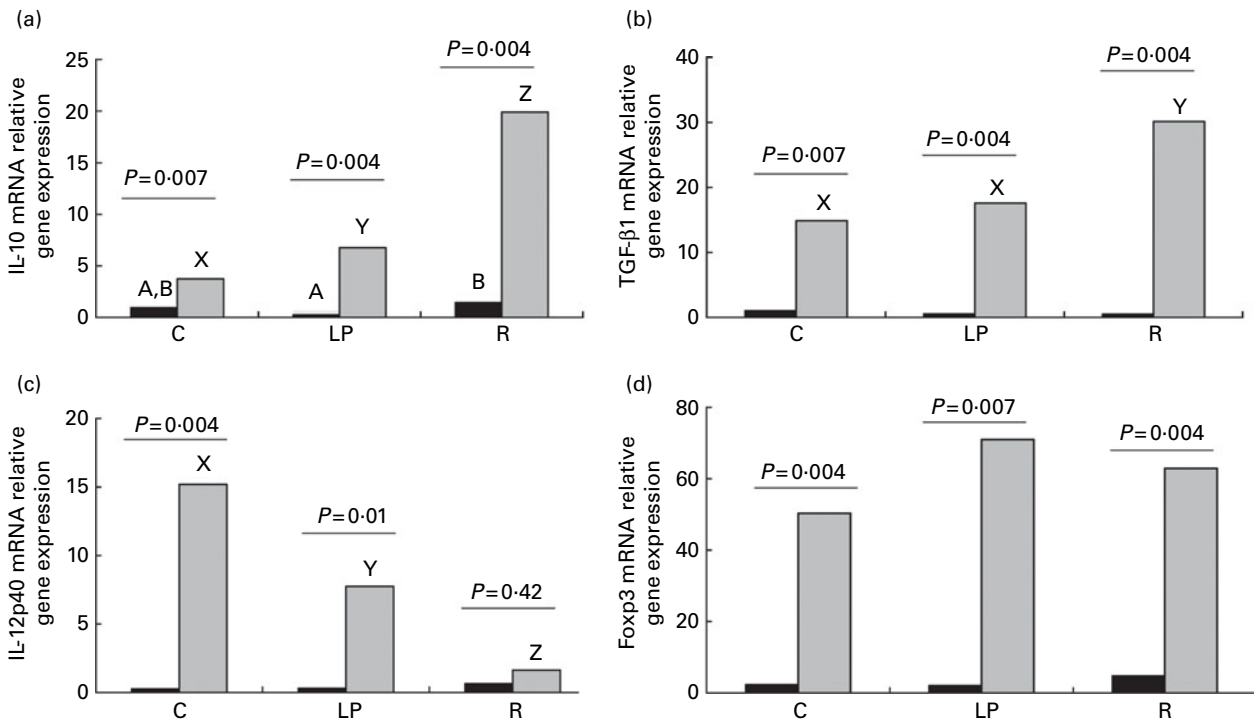 (a)
IL-10 mRNA relative
gene expression
25
20
15
10
5
0
P=0·007
P=0·004
P=0·004
A,B
X
A
Y
B
Z
C
LP
R
(b)
TGF-β1 mRNA relative
gene expression
40
30
20
10
0
P=0·007
P=0·004
P=0·004
X
X
Y
C
LP
R
(c)
IL-12p40 mRNA relative
gene expression
20
15
10
5
0
P=0·004
P=0·01
P=0·42
X
Y
Z
C
LP
R
(d)
Foxp3 mRNA relative
gene expression
80
60
40
20
0
P=0·004
P=0·007
P=0·004
C
LP
R